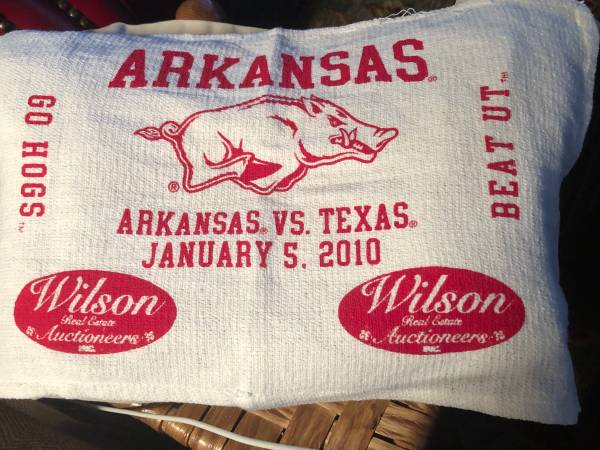 ARKANSAS®
GO HOGS™
BEAT UT™
®
ARKANSAS® VS. TEXAS®
JANUARY 5, 2010
Wilson
Real Estate
Auctioneers
INC.
Wilson
Real Estate
Auctioneers
INC.